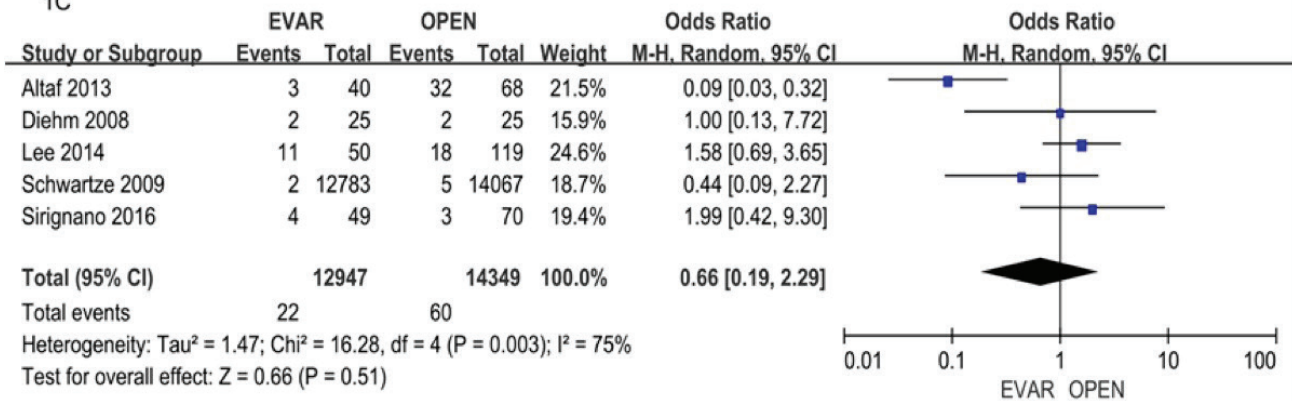 1C
EVAR OPEN Odds Ratio Odds Ratio
Study or Subgroup Events Total Events Total Weight M-H, Random, 95% CI M-H, Random, 95% CI
Altaf 2013 3 40 32 68 21.5% 0.09 [0.03, 0.32]
Diehm 2008 2 25 2 25 15.9% 1.00 [0.13, 7.72]
Lee 2014 11 50 18 119 24.6% 1.58 [0.69, 3.65]
Schwartze 2009 2 12783 5 14067 18.7% 0.44 [0.09, 2.27]
Sirignano 2016 4 49 3 70 19.4% 1.99 [0.42, 9.30]
Total (95% CI) 12947 14349 100.0% 0.66 [0.19, 2.29]
Total events 22 60
Heterogeneity: Tau² = 1.47; Chi² = 16.28, df = 4 (P = 0.003); I² = 75%
Test for overall effect: Z = 0.66 (P = 0.51)
0.01 0.1 1 10 100
EVAR OPEN